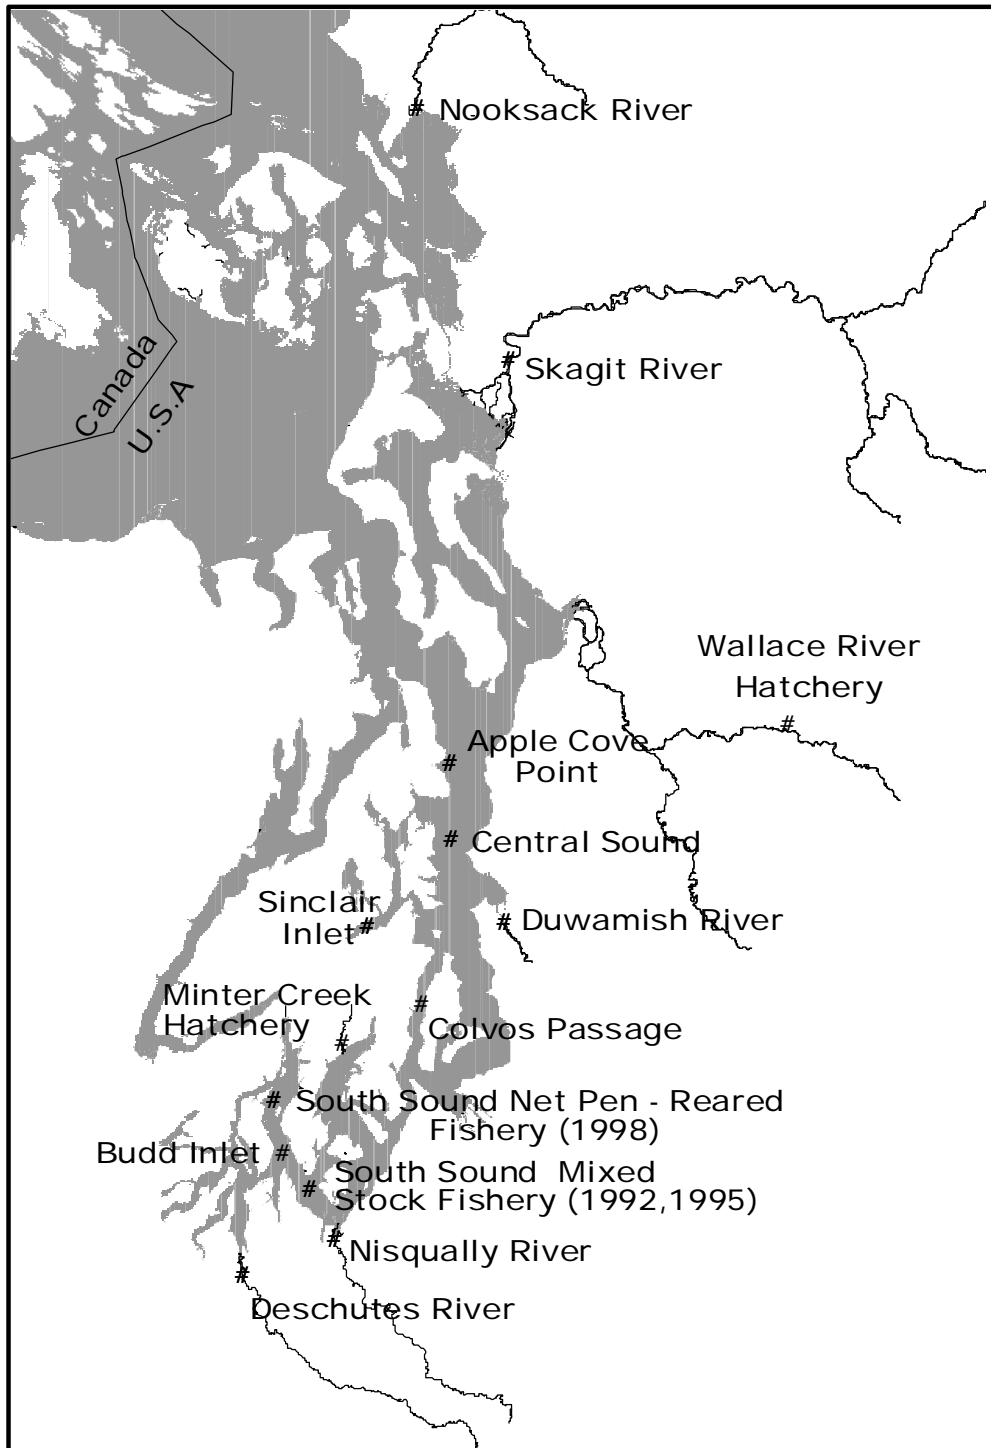 # Nooksack River
# Skagit River
Canada
U.S.A
Wallace River
Hatchery
#
Apple Cove
# Point
# Central Sound
Sinclair
Inlet #
# Duwamish River
Minter Creek
Hatchery #
#
Colvos Passage
# South Sound Net Pen - Reared
Fishery (1998)
Budd Inlet #
South Sound Mixed
# Stock Fishery (1992,1995)
# Nisqually River
#
Deschutes River